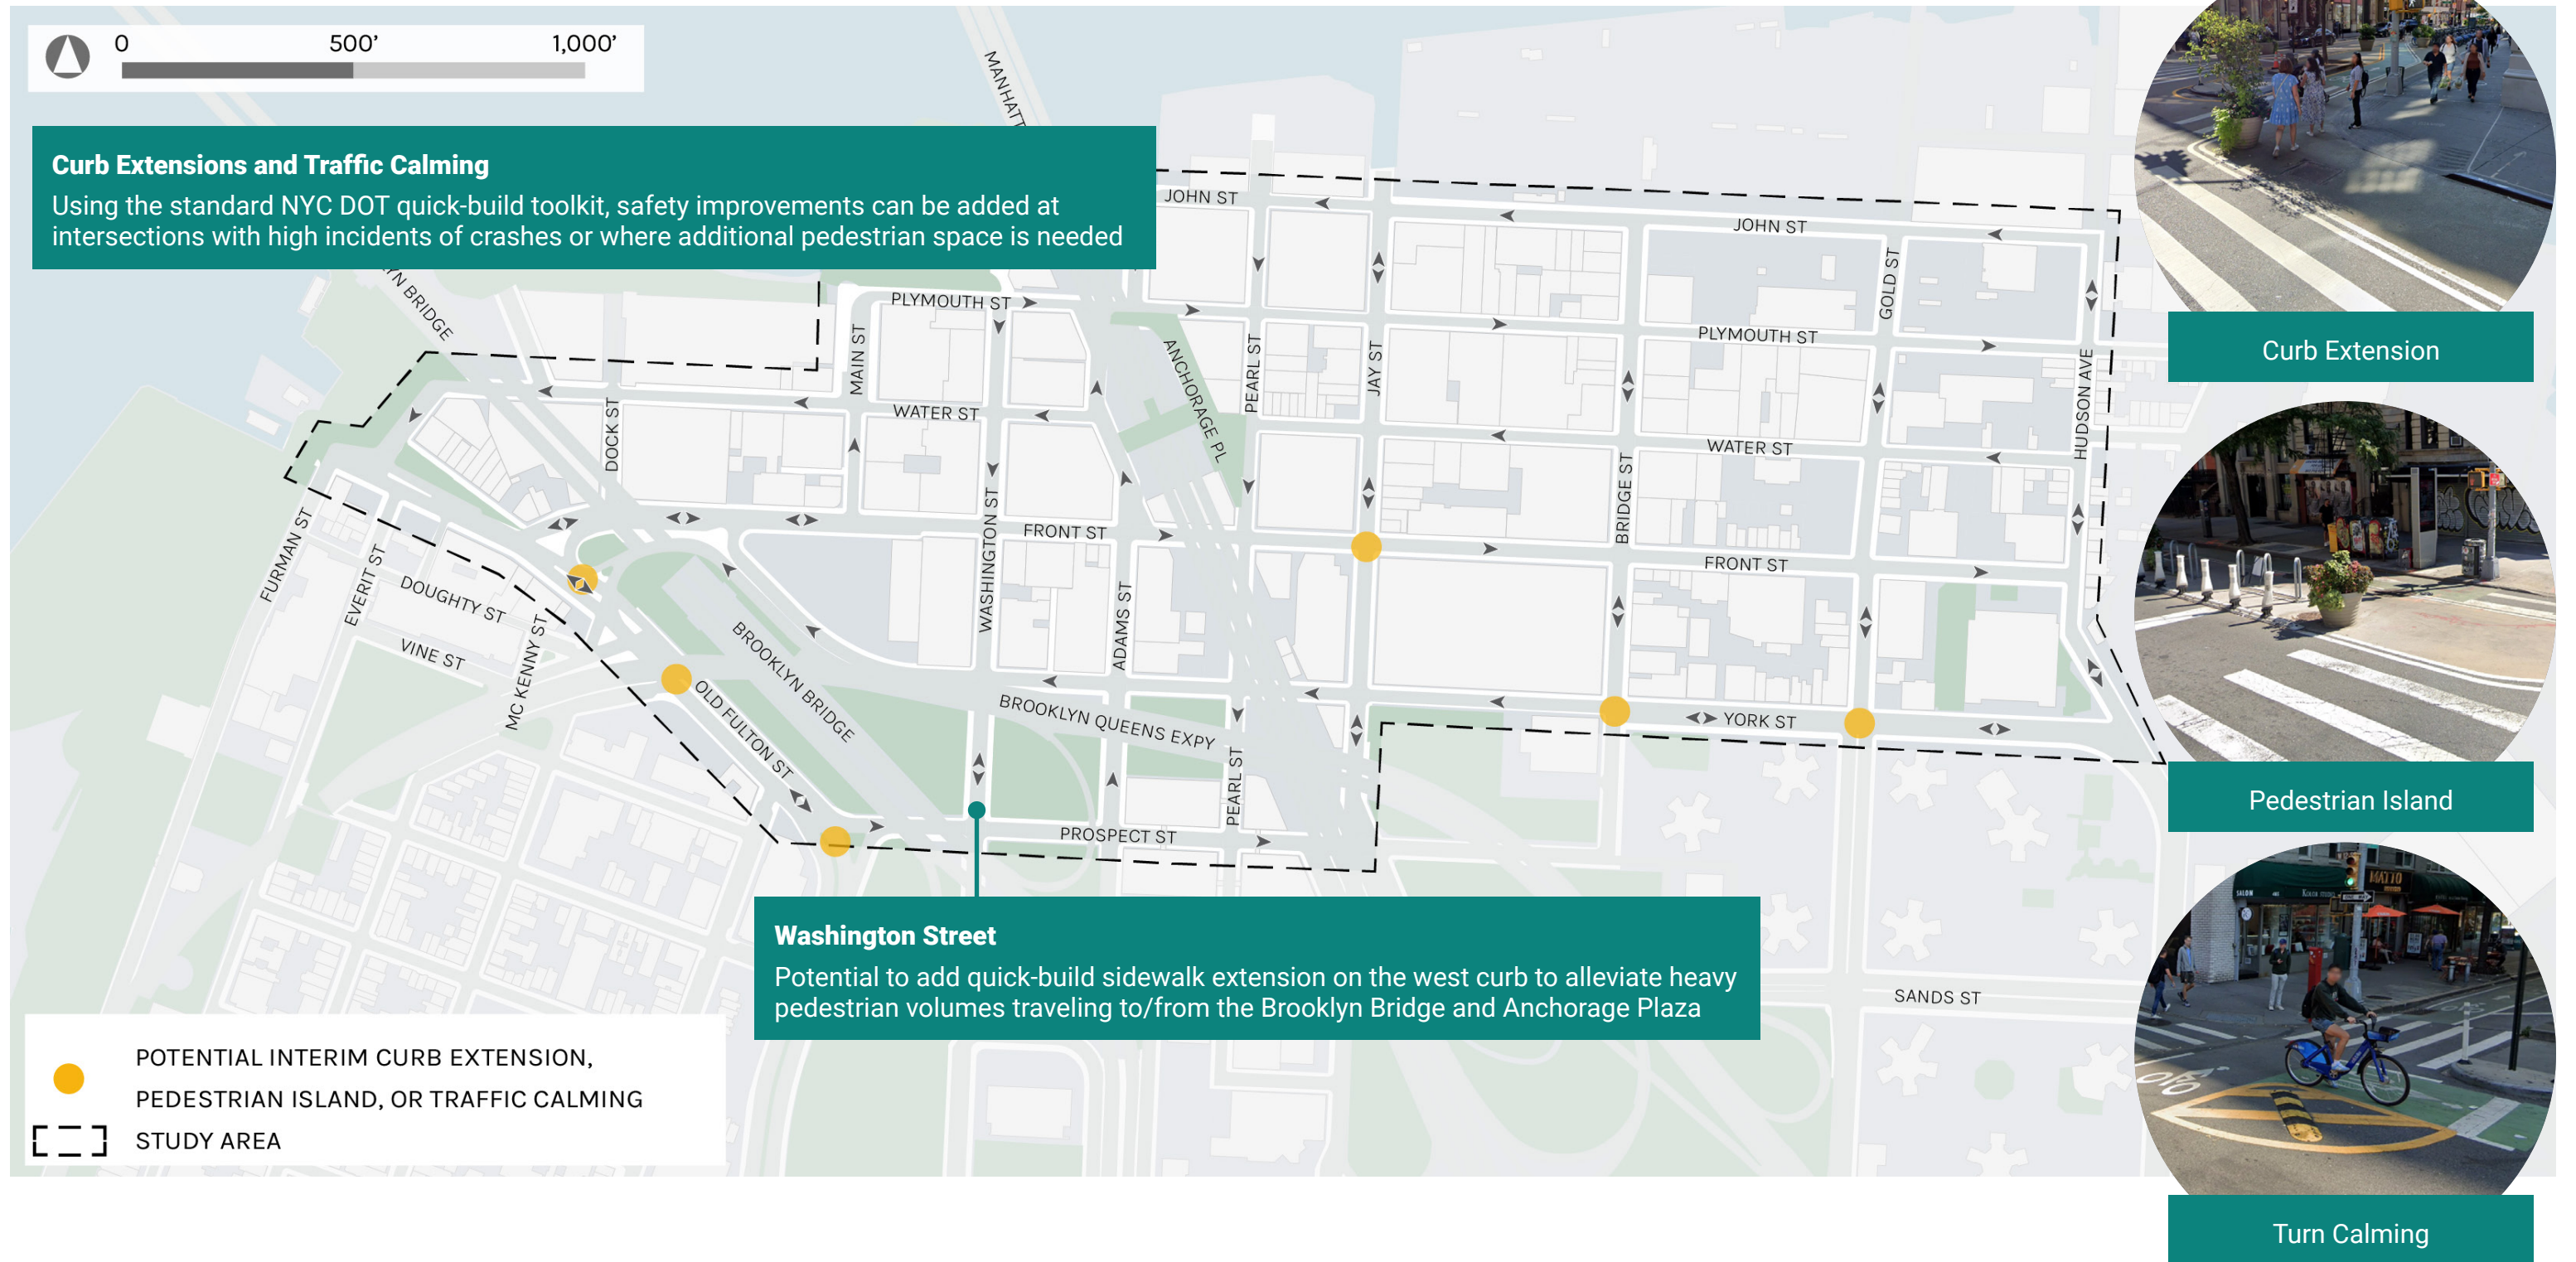 0 500' 1,000'
MANHATT
Curb Extensions and Traffic Calming
Using the standard NYC DOT quick-build toolkit, safety improvements can be added at
intersections with high incidents of crashes or where additional pedestrian space is needed
JOHN ST
JOHN ST
GOLD ST
YN BRIDGE
PLYMOUTH ST
PLYMOUTH ST
MAIN ST
ANCHORAGE PL
PEARL ST
JAY ST
HUDSON AVE
Curb Extension
DOCK ST
WATER ST
WATER ST
BRIDGE ST
WASHINGTON ST
FRONT ST
FRONT ST
FURMAN ST
EVERIT ST
DOUGHTY ST
VINE ST
MC KENNY ST
ADAMS ST
BROOKLYN BRIDGE
OLD FULTON ST
BROOKLYN QUEENS EXPY
YORK ST
PEARL ST
PROSPECT ST
Pedestrian Island
Washington Street
Potential to add quick-build sidewalk extension on the west curb to alleviate heavy
pedestrian volumes traveling to/from the Brooklyn Bridge and Anchorage Plaza
SANDS ST
SALON
MATTO
POTENTIAL INTERIM CURB EXTENSION,
PEDESTRIAN ISLAND, OR TRAFFIC CALMING
STUDY AREA
Turn Calming